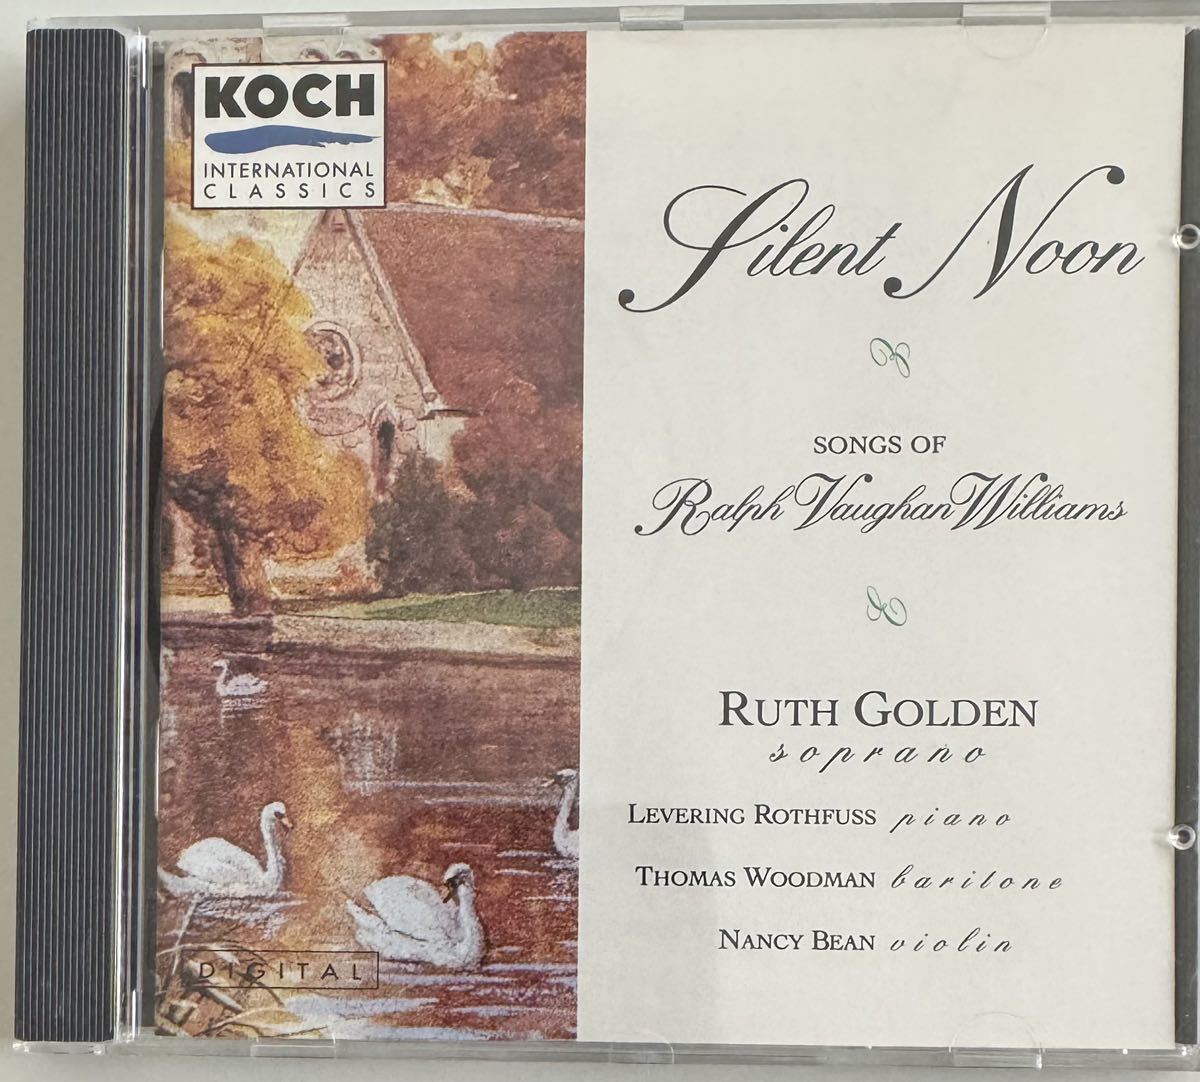 KOCH
INTERNATIONAL
CLASSICS
Silent Noon
SONGS OF
Ralph Vaughan Williams
RUTH GOLDEN
soprano
LEVERING ROTHFUSS piano
THOMAS WOODMAN baritone
NANCY BEAN violin
DIGITAL